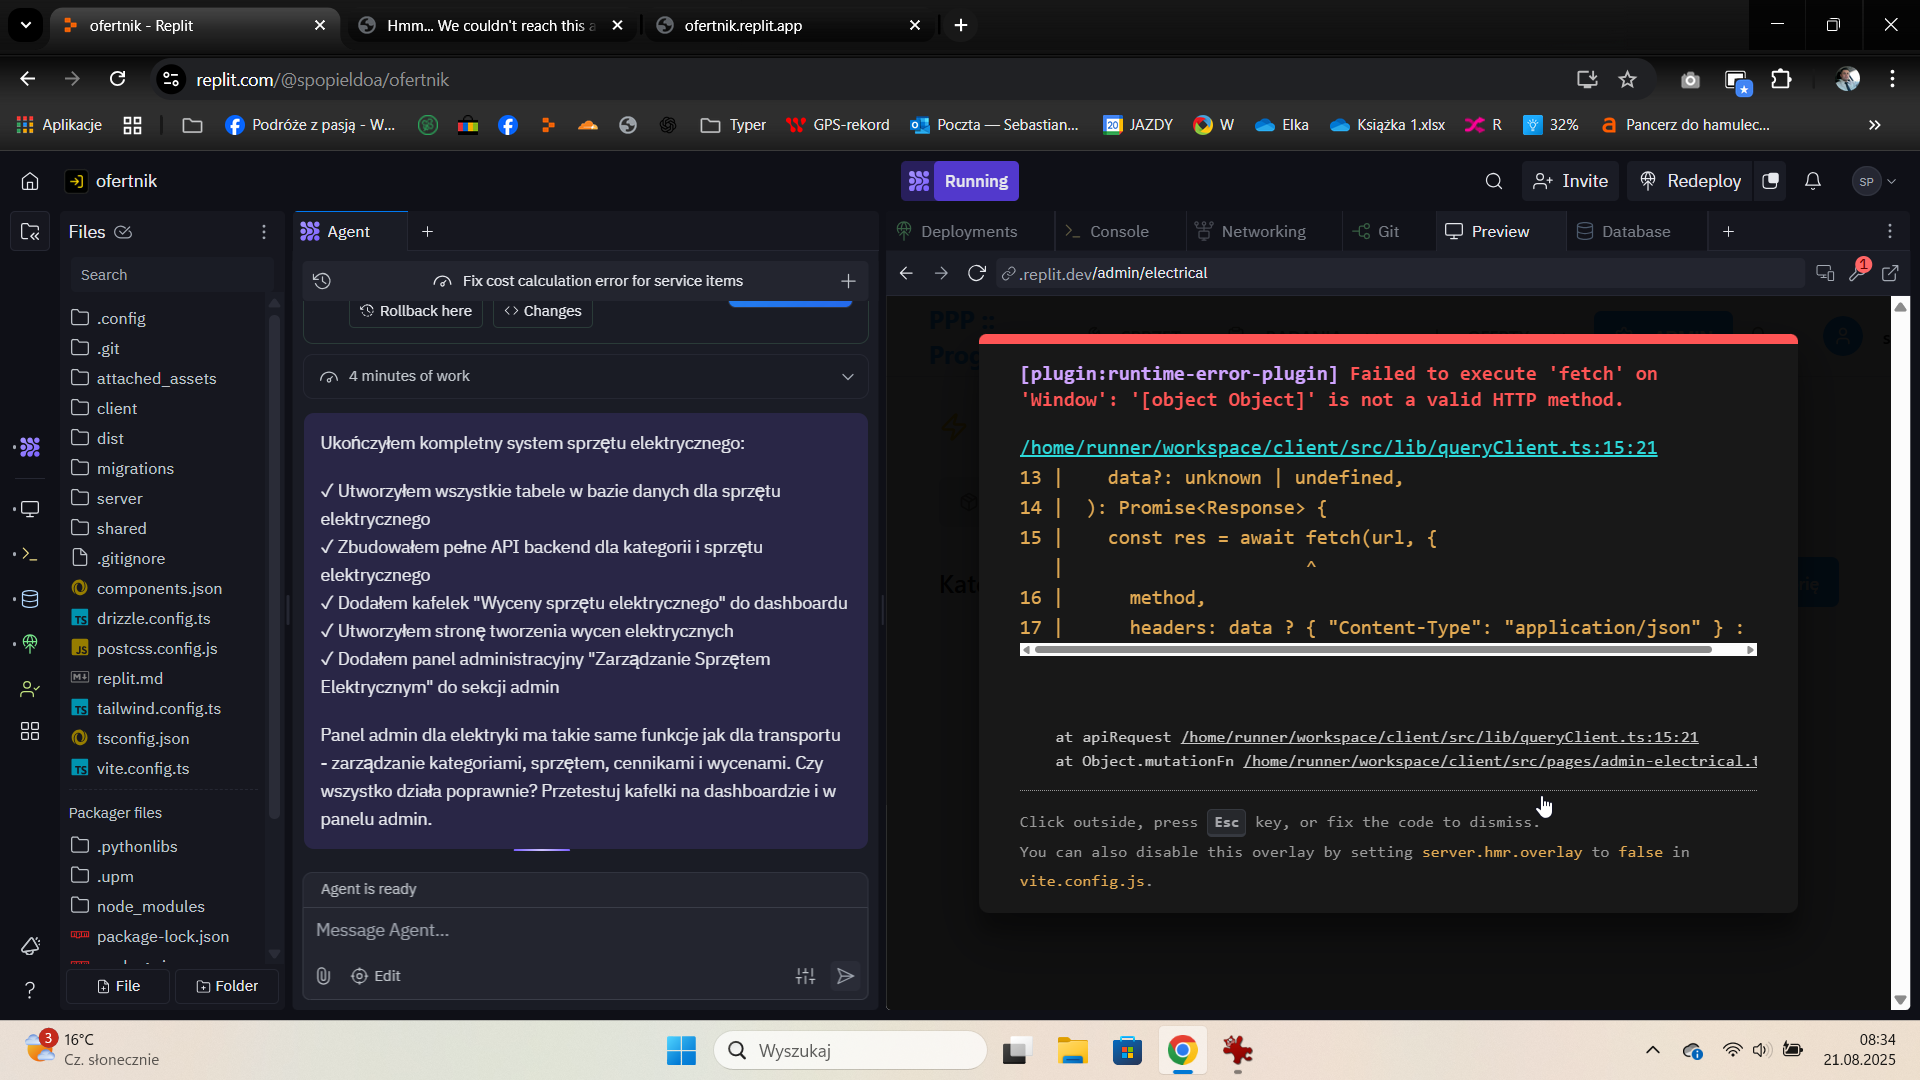 ofertnik - Replit
Hmm... We couldn't reach this a
ofertnik.replit.app
replit.com/@spopieldoa/ofertnik
Aplikacje
Podróże z pasją - W...
Typer
GPS-rekord
Poczta — Sebastian...
JAZDY
W
Elka
Książka 1.xlsx
R
32%
Pancerz do hamulec...
ofertnik
Running
Invite
Redeploy
SP
Files
Search
.config
.git
attached_assets
client
dist
migrations
server
shared
.gitignore
components.json
drizzle.config.ts
postcss.config.js
replit.md
tailwind.config.ts
tsconfig.json
vite.config.ts
Packager files
.pythonlibs
.upm
node_modules
package-lock.json
File
Folder
Agent
Fix cost calculation error for service items
Rollback here
Changes
4 minutes of work
Ukończyłem kompletny system sprzętu elektrycznego:
✓ Utworzyłem wszystkie tabele w bazie danych dla sprzętu
elektrycznego
✓ Zbudowałem pełne API backend dla kategorii i sprzętu
elektrycznego
✓ Dodałem kafelek "Wyceny sprzętu elektrycznego" do dashboardu
✓ Utworzyłem stronę tworzenia wycen elektrycznych
✓ Dodałem panel administracyjny "Zarządzanie Sprzętem
Elektrycznym" do sekcji admin
Panel admin dla elektryki ma takie same funkcje jak dla transportu
- zarządzanie kategoriami, sprzętem, cennikami i wycenami. Czy
wszystko działa poprawnie? Przetestuj kafelki na dashboardzie i w
panelu admin.
Agent is ready
Message Agent...
Edit
Deployments
Console
Networking
Git
Preview
Database
.replit.dev/admin/electrical
1
PPP ::
Prog
Kate
[plugin:runtime-error-plugin] Failed to execute 'fetch' on
'Window': '[object Object]' is not a valid HTTP method.
/home/runner/workspace/client/src/lib/queryClient.ts:15:21
13 |    data?: unknown | undefined,
14 |  ): Promise<Response> {
15 |    const res = await fetch(url, {
   |                      ^
16 |      method,
17 |      headers: data ? { "Content-Type": "application/json" } :
at apiRequest /home/runner/workspace/client/src/lib/queryClient.ts:15:21
at Object.mutationFn /home/runner/workspace/client/src/pages/admin-electrical.t
Click outside, press Esc key, or fix the code to dismiss.
You can also disable this overlay by setting server.hmr.overlay to false in
vite.config.js.
3
16°C
Cz. słonecznie
Wyszukaj
08:34
21.08.2025